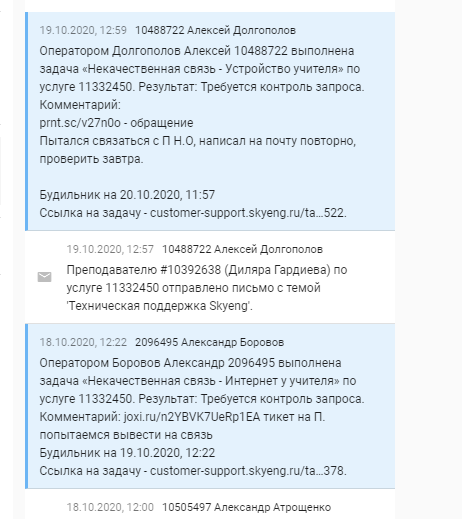 19.10.2020, 12:59 10488722 Алексей Долгополов
Оператором Долгополов Алексей 10488722 выполнена
задача «Некачественная связь - Устройство учителя» по
услуге 11332450. Результат: Требуется контроль запроса.
Комментарий:
prnt.sc/v27n0o - обращение
Пытался связаться с П Н.О, написал на почту повторно,
проверить завтра.
Будильник на 20.10.2020, 11:57
Ссылка на задачу - customer-support.skyeng.ru/ta…522.
19.10.2020, 12:57 10488722 Алексей Долгополов
Преподавателю #10392638 (Диляра Гардиева) по
услуге 11332450 отправлено письмо с темой
'Техническая поддержка Skyeng'.
18.10.2020, 12:22 2096495 Александр Боровов
Оператором Боровов Александр 2096495 выполнена
задача «Некачественная связь - Интернет у учителя» по
услуге 11332450. Результат: Требуется контроль запроса.
Комментарий: joxi.ru/n2YBVK7UeRp1EA тикет на П.
попытаемся вывести на связь
Будильник на 19.10.2020, 12:22
Ссылка на задачу - customer-support.skyeng.ru/ta…378.
18.10.2020, 12:00 10505497 Александр Атрощенко